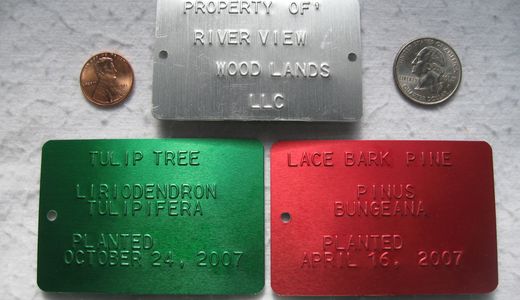 PROPERTY OF'
RIVER VIEW
WOOD LANDS
LLC
TULIP TREE
LIRIODENDRON
TULIPIFERA
PLANTED
OCTOBER 24, 2007
LACE BARK PINE
PINUS
BUNGEANA
PLANTED
APRIL 16, 2007